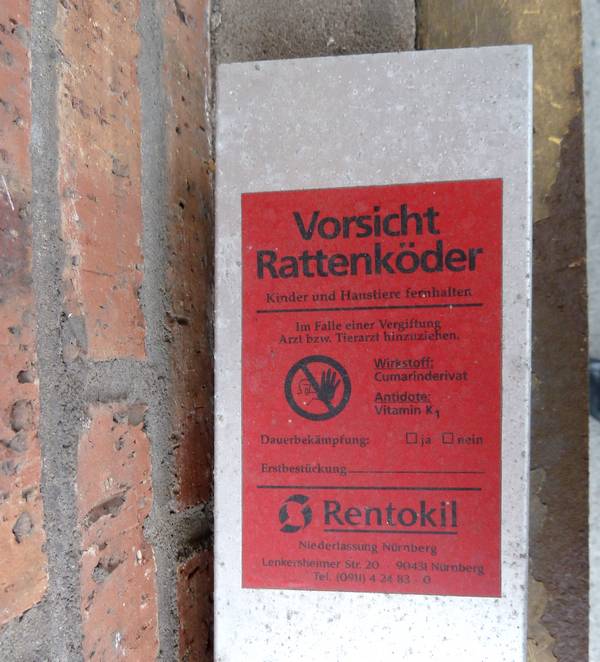 Vorsicht
Rattenköder
Kinder und Haustiere fernhalten
Im Falle einer Vergiftung
Arzt bzw. Tierarzt hinzuziehen.
Wirkstoff:
Cumarinderivat
Antidote:
Vitamin K₁
Dauerbekämpfung: ☐ ja ☐ nein
Erstbestückung
Rentokil
Niederlassung Nürnberg
Lenkersheimer Str. 20 90431 Nürnberg
Tel. (0911) 4 24 83 - 0